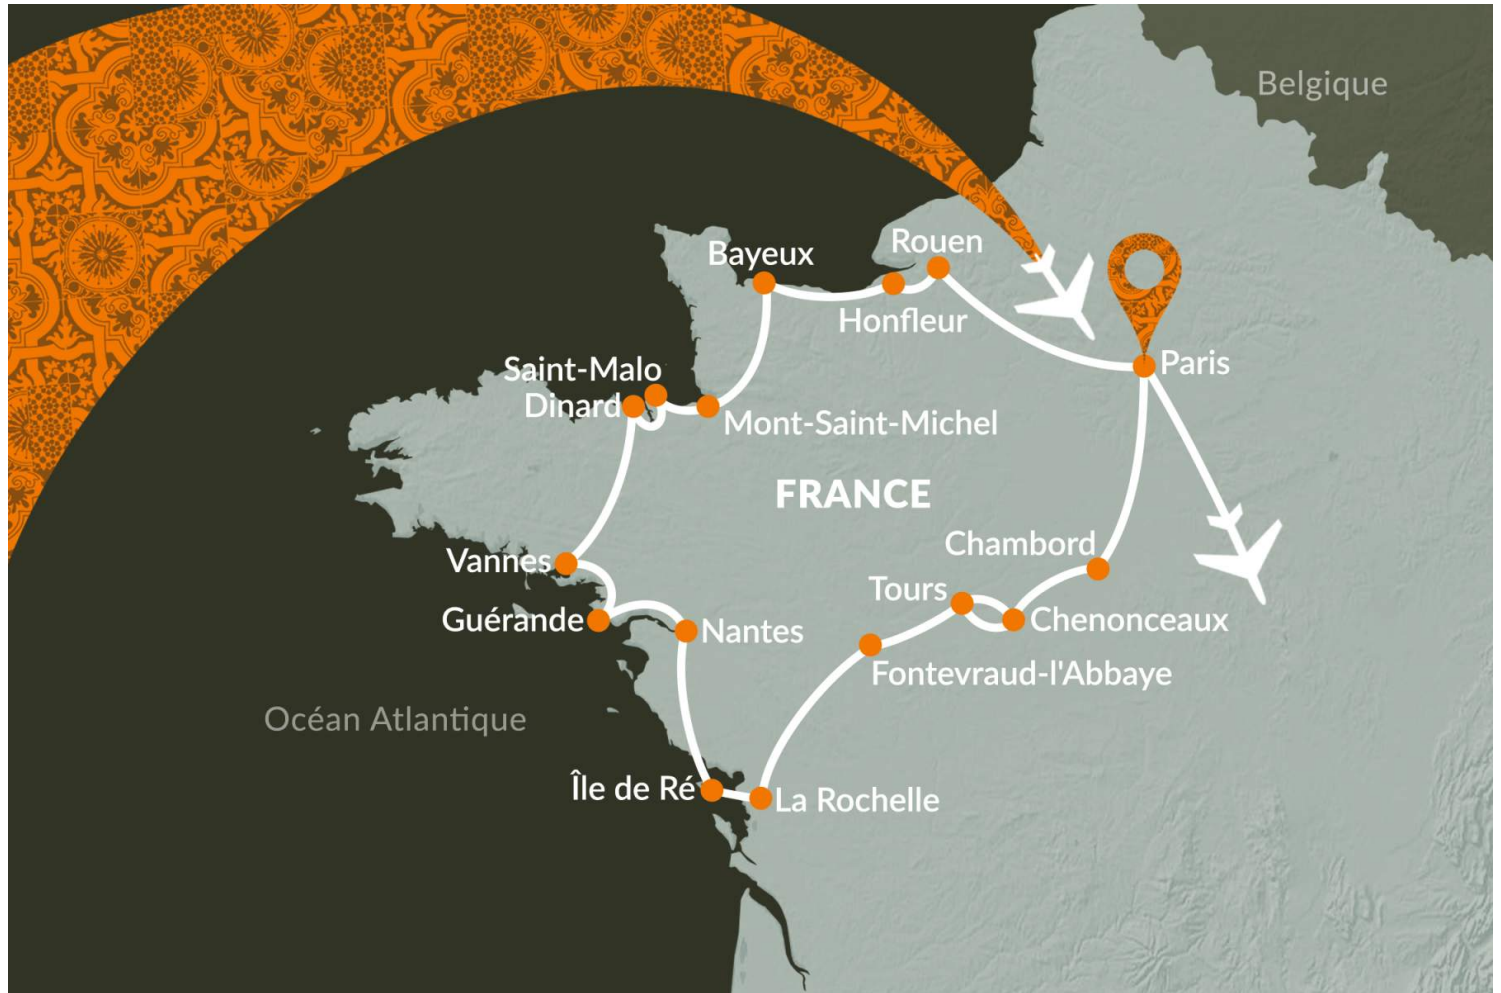 Belgique
Rouen
Bayeux
Honfleur
Paris
Saint-Malo
Dinard
Mont-Saint-Michel
FRANCE
Chambord
Vannes
Tours
Guérande
Nantes
Chenonceaux
Fontevraud-l'Abbaye
Océan Atlantique
Île de Ré
La Rochelle